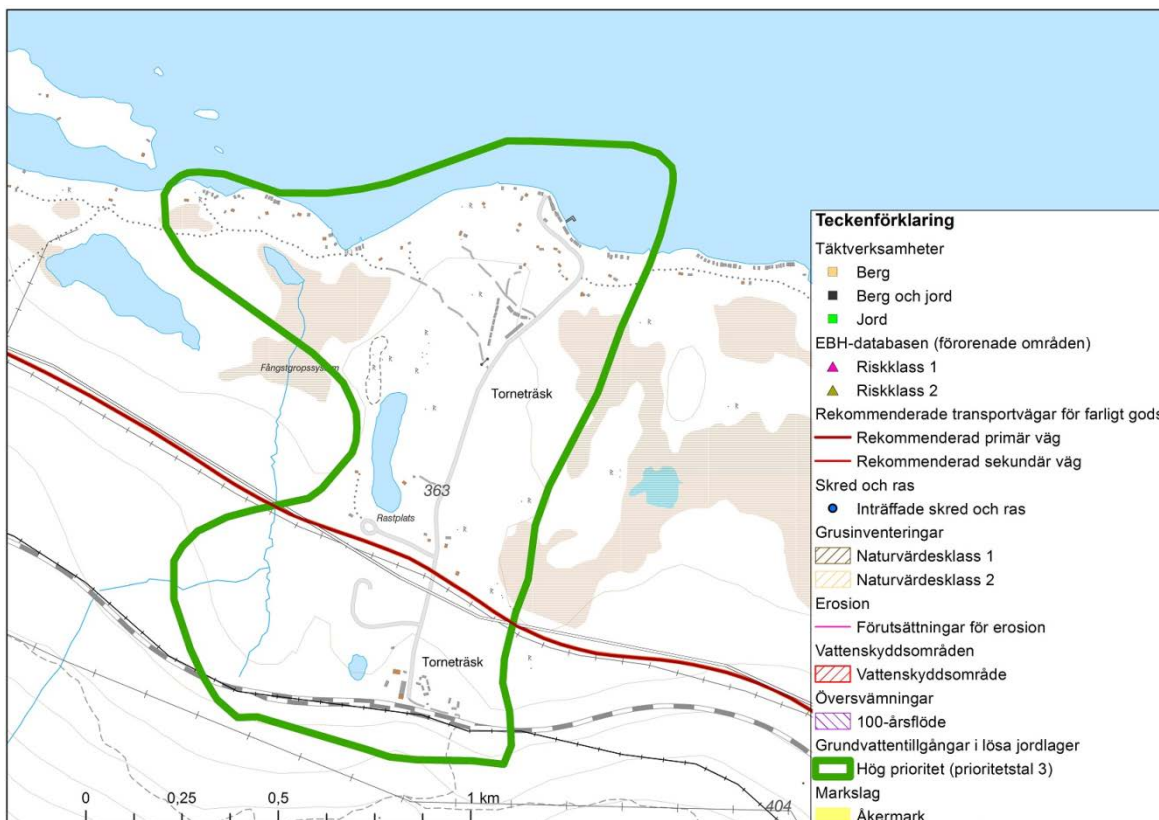 Fångstgropssystem
Torneträsk
363
Rastplats
Torneträsk
0 0,25 0,5 1 km
404
Teckenförklaring
Täktverksamheter
Berg
Berg och jord
Jord
EBH-databasen (förorenade områden)
Riskklass 1
Riskklass 2
Rekommenderade transportvägar för farligt gods
Rekommenderad primär väg
Rekommenderad sekundär väg
Skred och ras
Inträffade skred och ras
Grusinventeringar
Naturvärdesklass 1
Naturvärdesklass 2
Erosion
Förutsättningar för erosion
Vattenskyddsområden
Vattenskyddsområde
Översvämningar
100-årsflöde
Grundvattentillgångar i lösa jordlager
Hög prioritet (prioritetstal 3)
Markslag
Åkermark